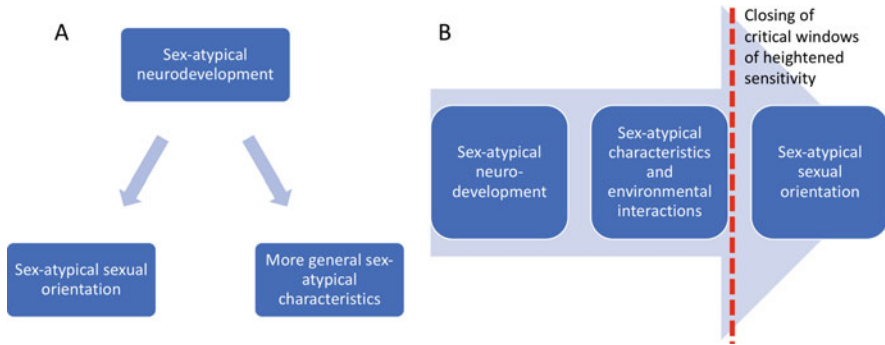 A
Sex-atypical
neurodevelopment
Sex-atypical sexual
orientation
More general sex-
atypical
characteristics
B
Closing of
critical windows
of heightened
sensitivity
Sex-atypical
neuro-
development
Sex-atypical
characteristics
and
environmental
interactions
Sex-atypical
sexual
orientation